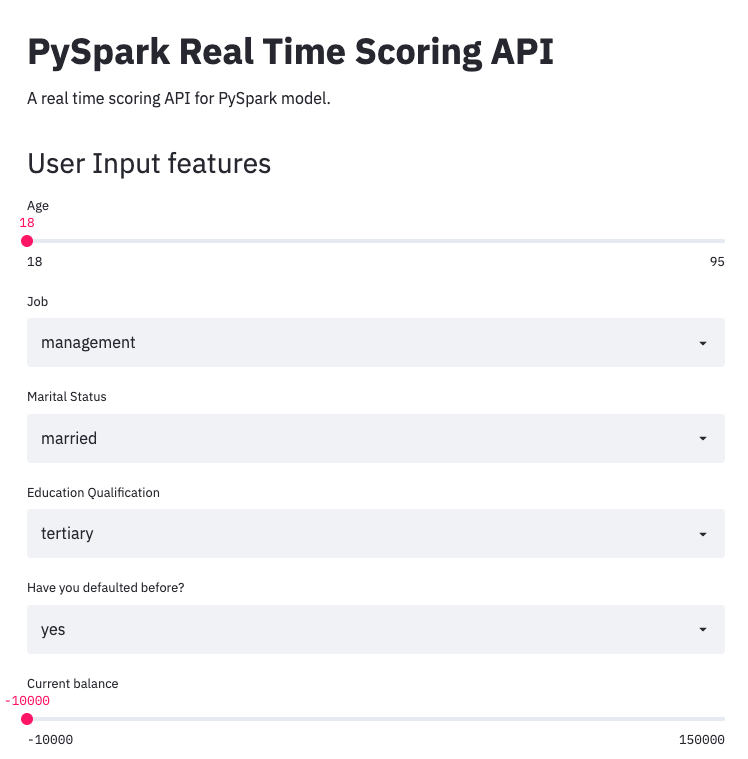 PySpark Real Time Scoring API
A real time scoring API for PySpark model.
User Input features
Age
18
18 95
Job
management
Marital Status
married
Education Qualification
tertiary
Have you defaulted before?
yes
Current balance
-10000
-10000 150000